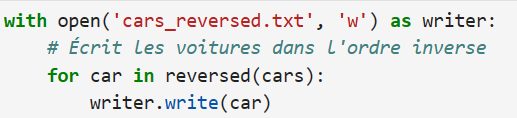 with open('cars_reversed.txt', 'w') as writer:
    # Écrit les voitures dans l'ordre inverse
    for car in reversed(cars):
        writer.write(car)